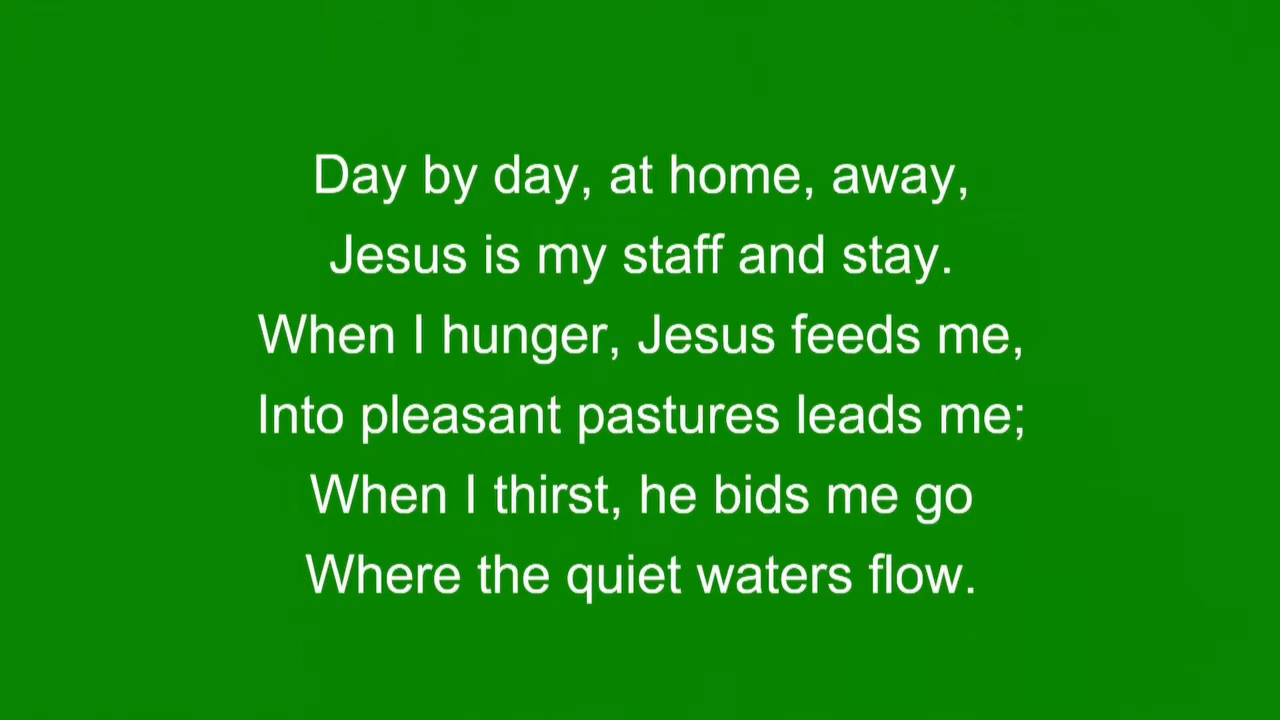 Day by day, at home, away,
Jesus is my staff and stay.
When I hunger, Jesus feeds me,
Into pleasant pastures leads me;
When I thirst, he bids me go
Where the quiet waters flow.